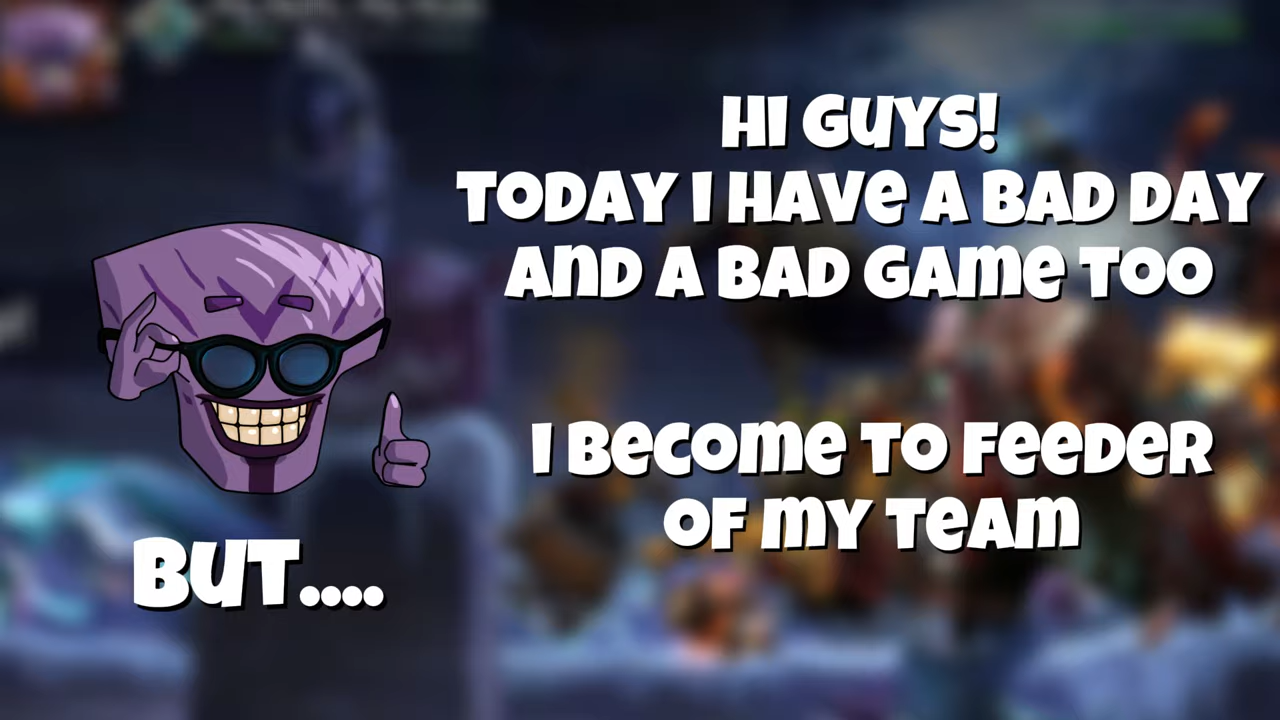 HI GUYS!
TODAY I HAVE A BAD DAY
AND A BAD GAME TOO
I BECOME TO FEEDER
OF MY TEAM
BUT....